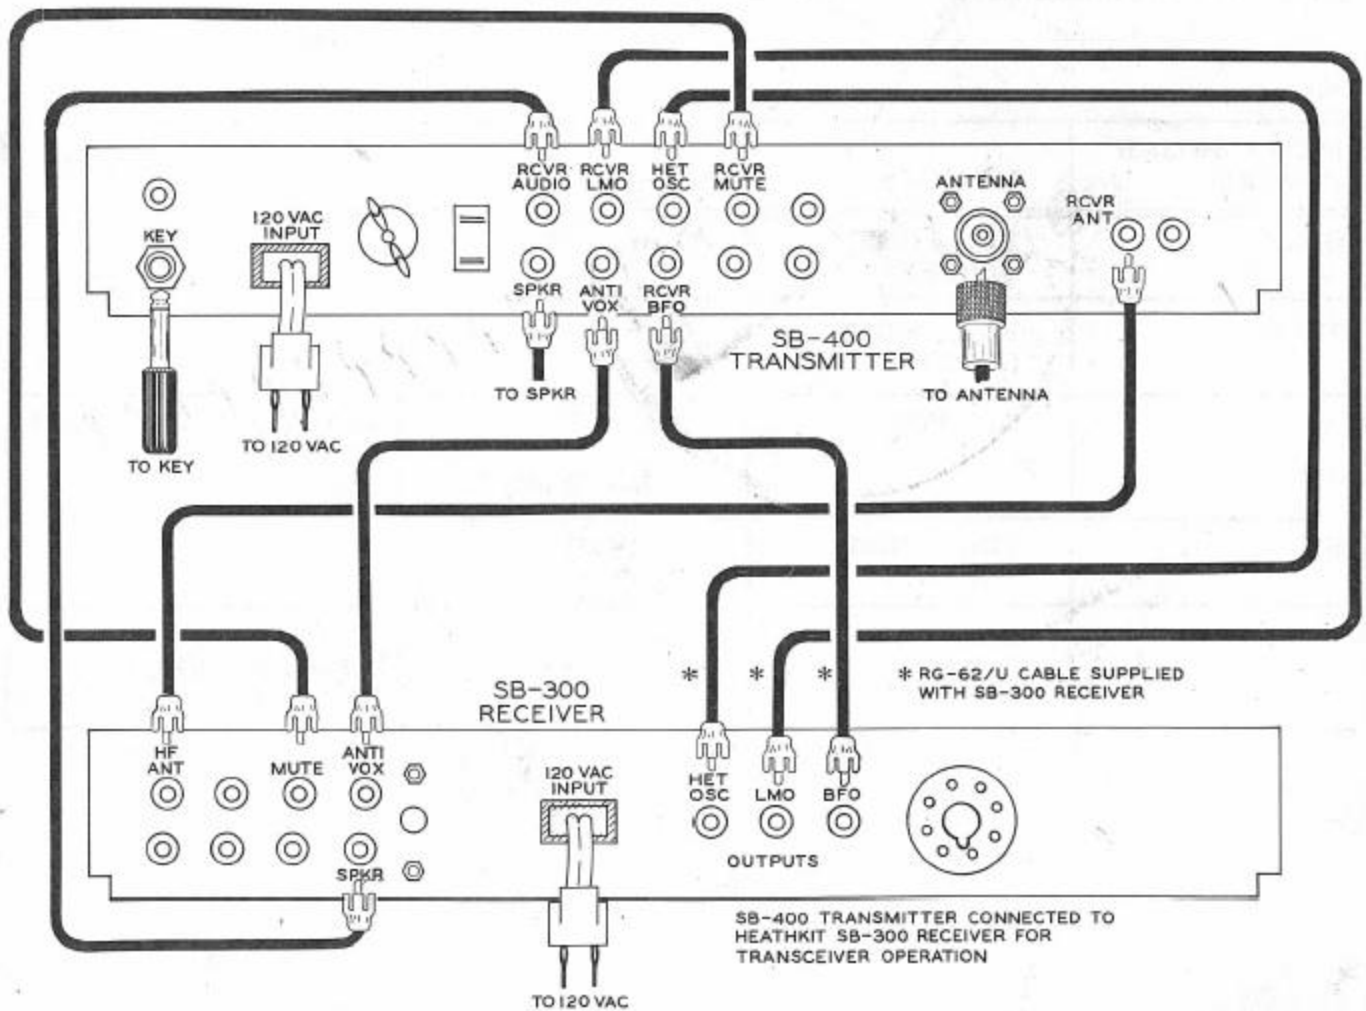 RCVR AUDIO
RCVR LMO
HET OSC
RCVR MUTE
ANTENNA
RCVR ANT
KEY
120 VAC INPUT
SPKR
ANTI VOX
RCVR BFO
SB-400
TRANSMITTER
TO SPKR
TO ANTENNA
TO 120 VAC
TO KEY
*
*
*
* RG-62/U CABLE SUPPLIED
WITH SB-300 RECEIVER
SB-300
RECEIVER
HF ANT
MUTE
ANTI VOX
120 VAC INPUT
HET OSC
LMO
BFO
OUTPUTS
SPKR
SB-400 TRANSMITTER CONNECTED TO
HEATHKIT SB-300 RECEIVER FOR
TRANSCEIVER OPERATION
TO 120 VAC